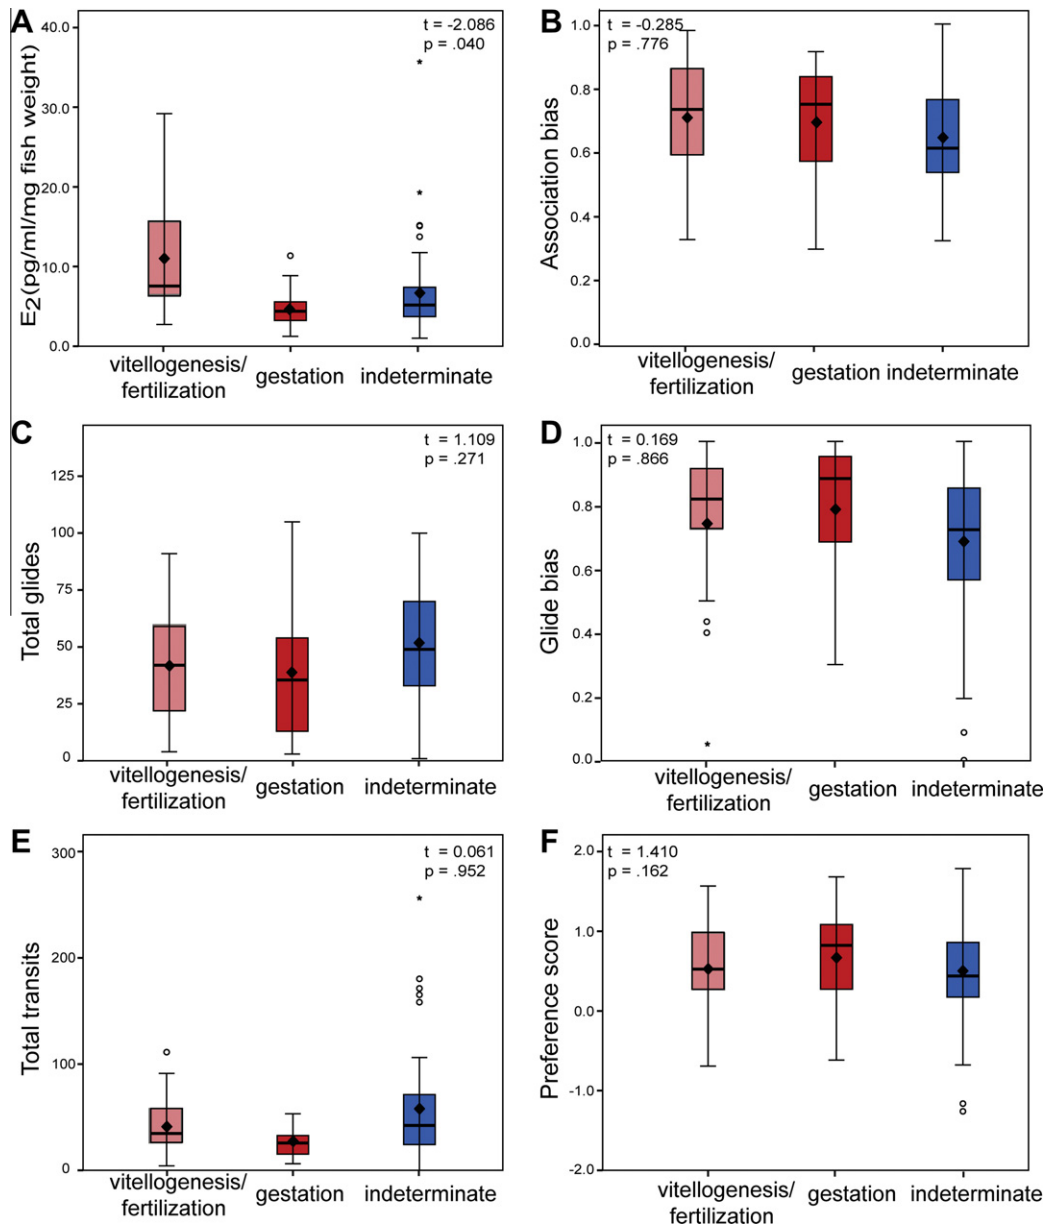 A
t = -2.086
p = .040
E2(pg/ml/mg fish weight)
40.0
30.0
20.0
10.0
0.0
vitellogenesis/
fertilization
gestation
indeterminate
B
t = -0.285
p = .776
Association bias
1.0
0.8
0.6
0.4
0.2
0.0
vitellogenesis/
fertilization
gestation
indeterminate
C
t = 1.109
p = .271
Total glides
125
100
75
50
25
0
vitellogenesis/
fertilization
gestation
indeterminate
D
t = 0.169
p = .866
Glide bias
1.0
0.8
0.6
0.4
0.2
0.0
vitellogenesis/
fertilization
gestation
indeterminate
E
t = 0.061
p = .952
Total transits
300
200
100
0
vitellogenesis/
fertilization
gestation
indeterminate
F
t = 1.410
p = .162
Preference score
2.0
1.0
0.0
-1.0
-2.0
vitellogenesis/
fertilization
gestation
indeterminate